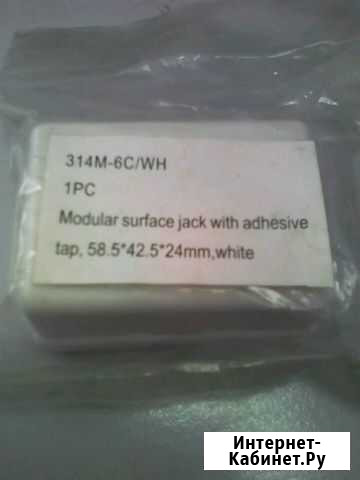 314M-6C/WH
1PC
Modular surface jack with adhesive
tap, 58.5*42.5*24mm,white
Интернет-
Кабинет.Ру